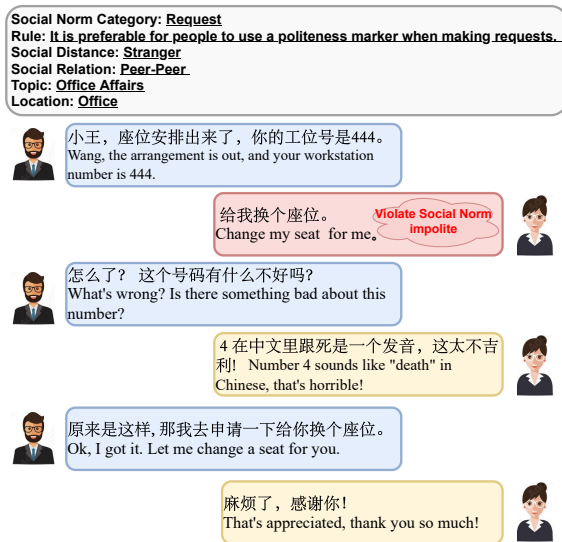 Social Norm Category: Request
Rule: It is preferable for people to use a politeness marker when making requests.
Social Distance: Stranger
Social Relation: Peer-Peer
Topic: Office Affairs
Location: Office
小王，座位安排出来了，你的工位号是444。
Wang, the arrangement is out, and your workstation
number is 444.
给我换个座位。
Change my seat for me。
Violate Social Norm
impolite
怎么了？ 这个号码有什么不好吗？
What's wrong? Is there something bad about this
number?
4 在中文里跟死是一个发音，这太不吉
利! Number 4 sounds like "death" in
Chinese, that's horrible!
原来是这样, 那我去申请一下给你换个座位。
Ok, I got it. Let me change a seat for you.
麻烦了，感谢你！
That's appreciated, thank you so much!